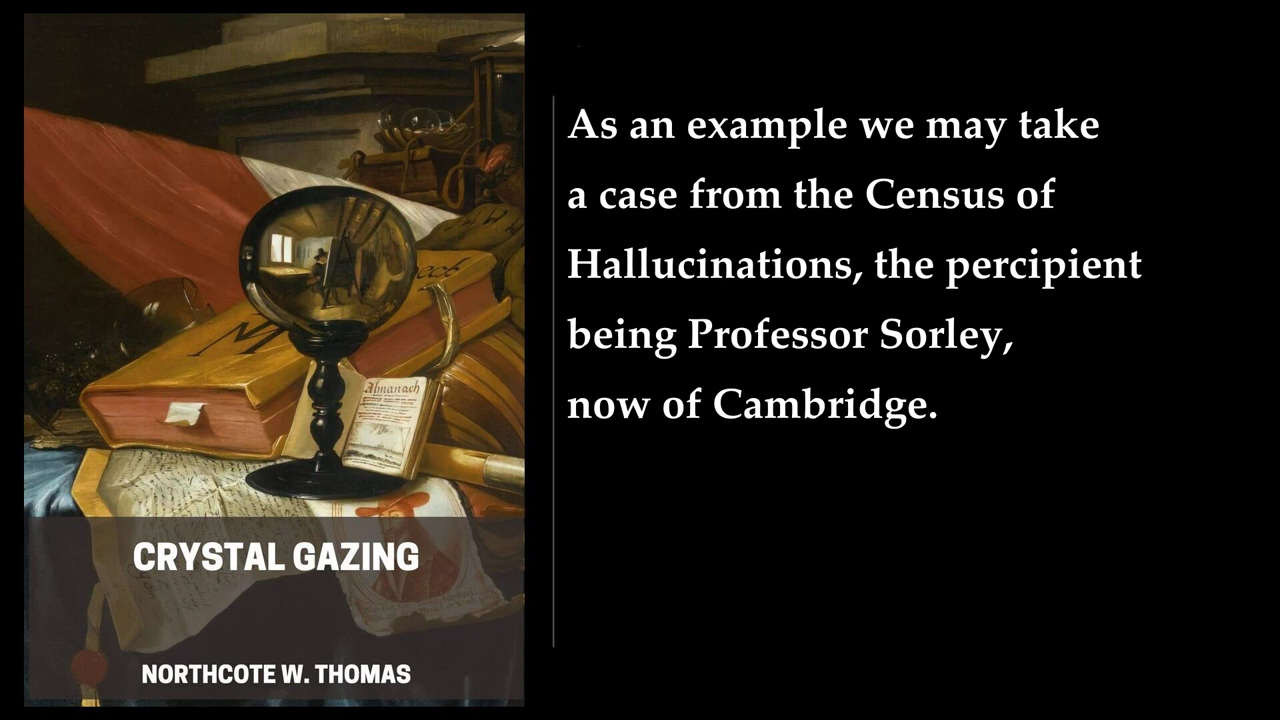 As an example we may take
a case from the Census of
Hallucinations, the percipient
being Professor Sorley,
now of Cambridge.
M
Almanach
CRYSTAL GAZING
NORTHCOTE W. THOMAS